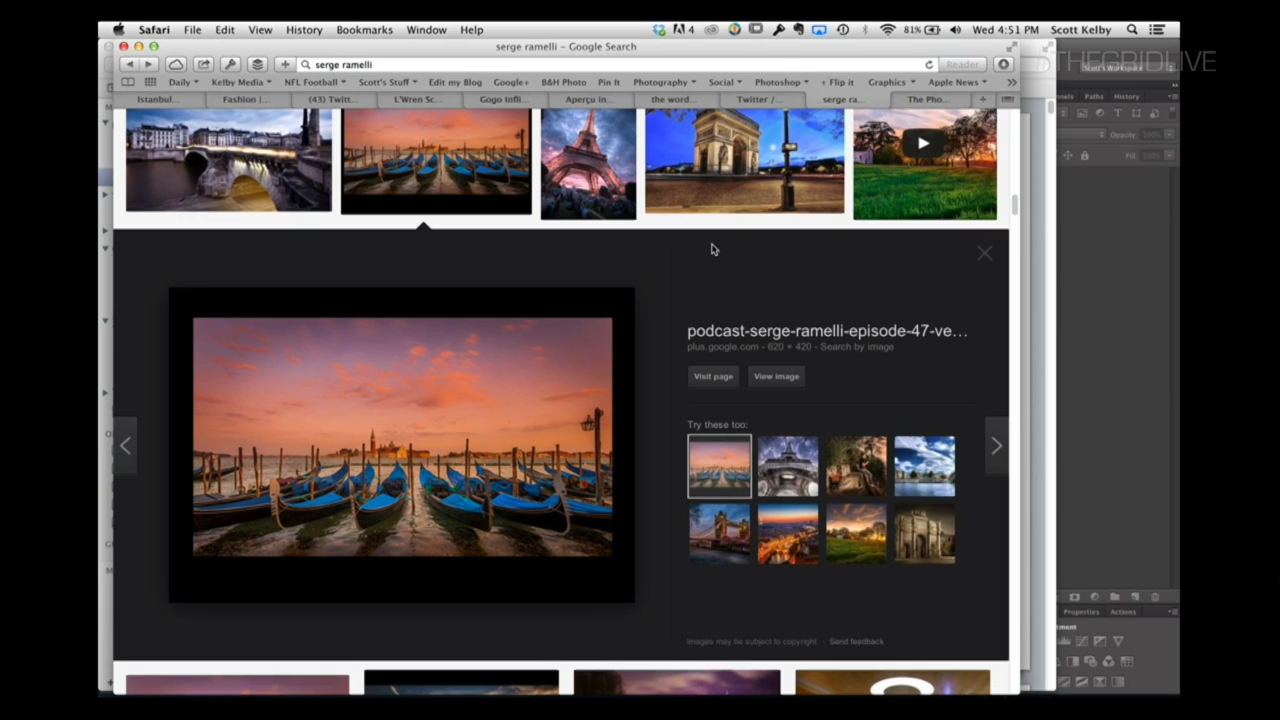 Safari File Edit View History Bookmarks Window Help 4 81% Wed 4:51 PM Scott Kelby
THEGRIDLIVE
serge ramelli – Google Search
serge ramelli Reader
Scott's Workspace
Daily Kelby Media NFL Football Scott's Stuff Edit my Blog Google+ B&H Photo Pin It Photography Social Photoshop + Flip it Graphics Apple News
Istanbul... Fashion |... (43) Twitt... L'Wren Sc... Gogo Infli... Aperçu in... the word... Twitter /... serge ra... The Pho...
Paths History
Opacity: 100%
Fill: 100%
podcast-serge-ramelli-episode-47-ve...
plus.google.com - 620 × 420 - Search by image
Visit page View image
Try these too:
Properties Actions
Images may be subject to copyright. - Send feedback